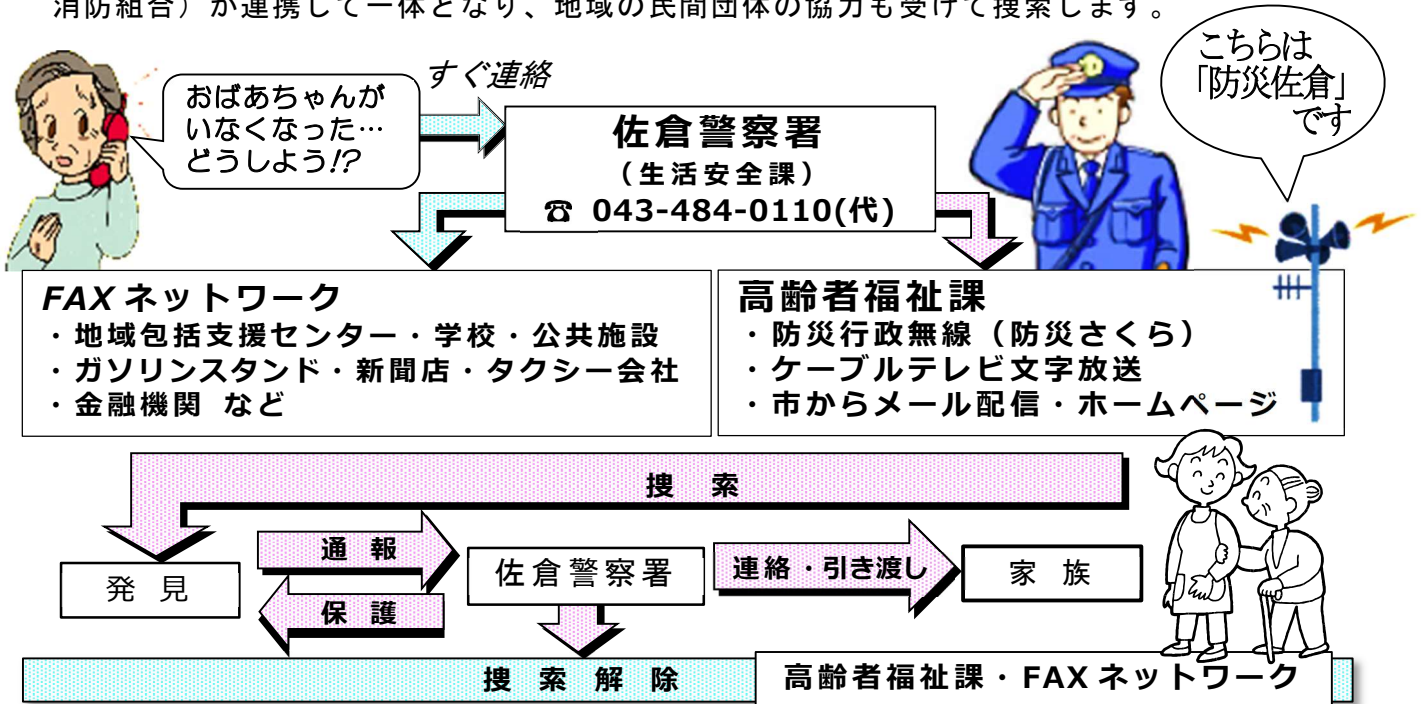 消防組合）が連携して一体となり、地域の民間団体の協力も受けて捜索します。
おばあちゃんが
いなくなった…
どうしよう!?
すぐ連絡
佐倉警察署
（生活安全課）
☎ 043-484-0110(代)
こちらは
「防災佐倉」
です
FAX ネットワーク
・地域包括支援センター・学校・公共施設
・ガソリンスタンド・新聞店・タクシー会社
・金融機関 など
高齢者福祉課
・防災行政無線（防災さくら）
・ケーブルテレビ文字放送
・市からメール配信・ホームページ
捜 索
発 見
通 報
保 護
佐倉警察署
連絡・引き渡し
家 族
捜 索 解 除
高齢者福祉課・FAX ネットワーク